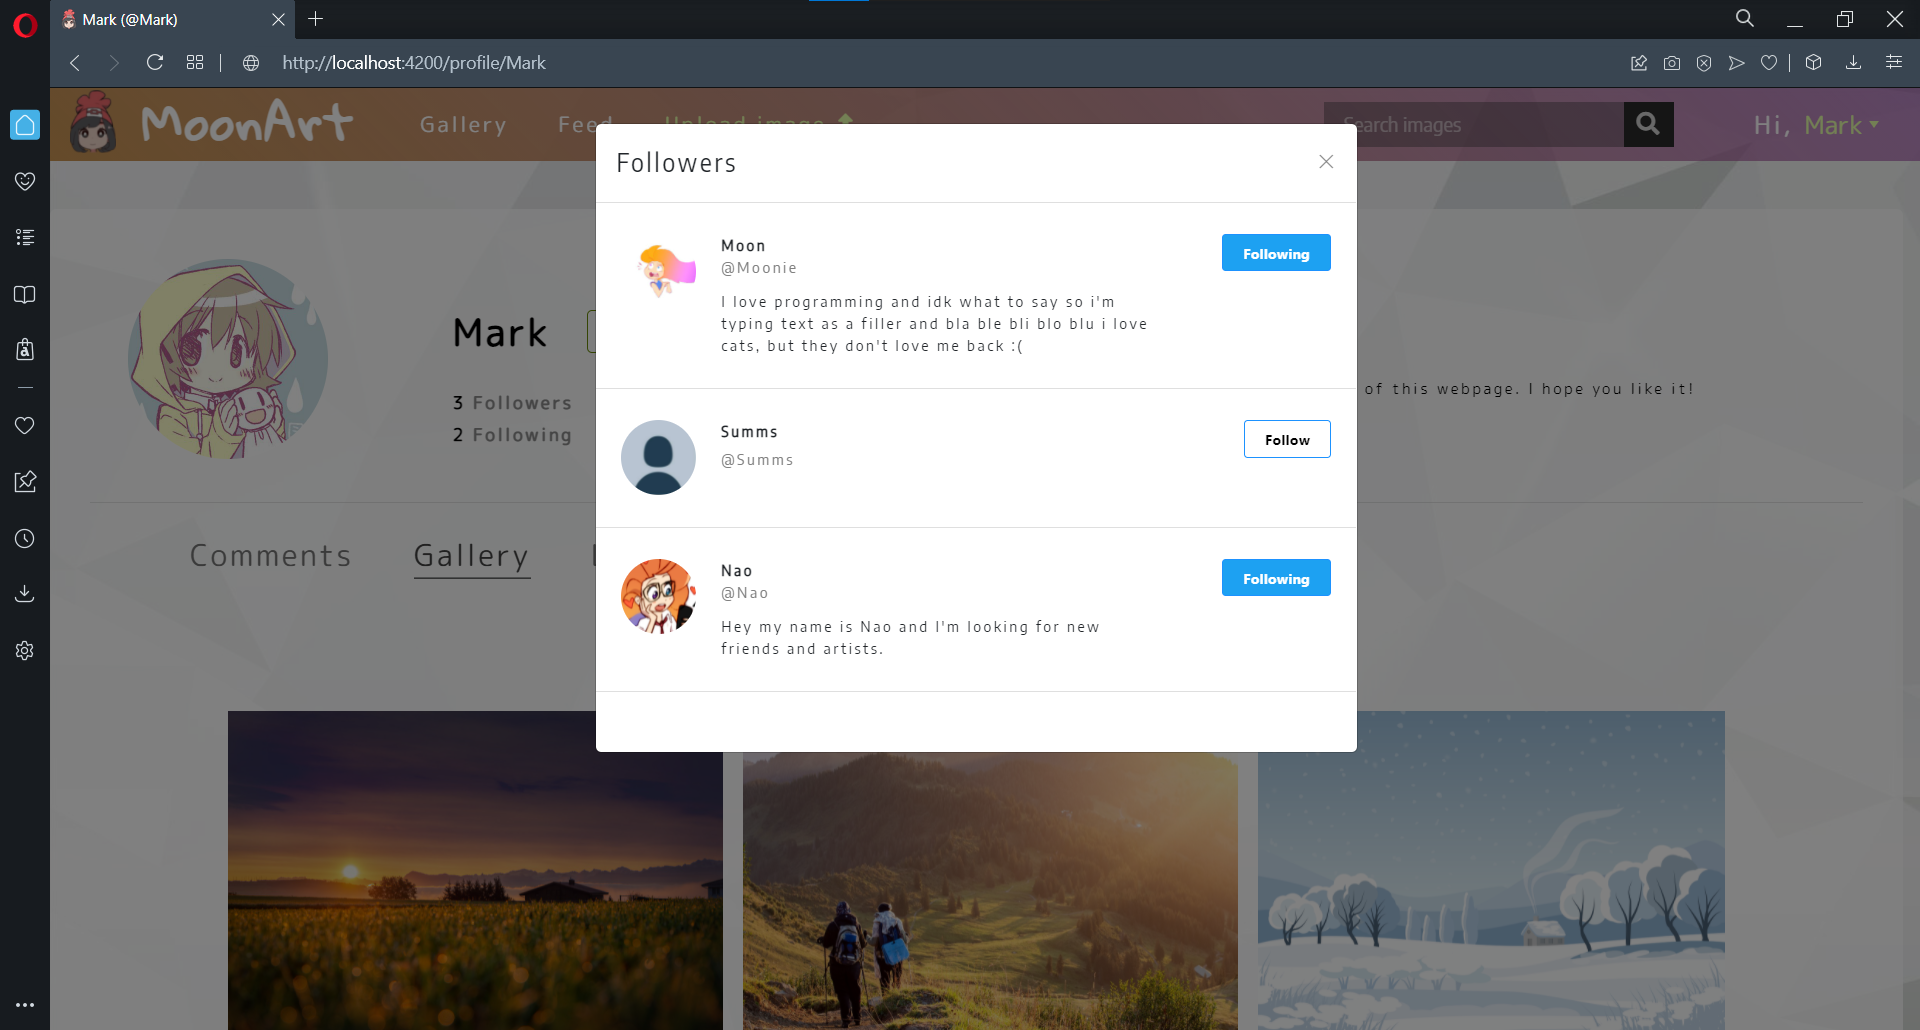 Mark (@Mark)
http://localhost:4200/profile/Mark
MoonArt
Gallery
Feed
Upload image
Search images
Hi, Mark
Followers
Moon
@Moonie
Following
I love programming and idk what to say so i'm
typing text as a filler and bla ble bli blo blu i love
cats, but they don't love me back :(
Mark
3 Followers
2 Following
of this webpage. I hope you like it!
Summs
@Summs
Follow
Comments
Gallery
Nao
@Nao
Following
Hey my name is Nao and I'm looking for new
friends and artists.